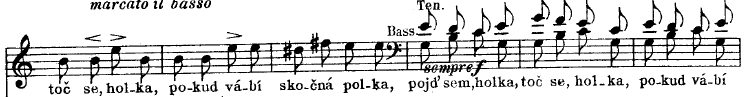 marcato il basso
Ten.
Bass.
sempre f
toč se, hol-ka, po-kud vá-bí sko-čná pol-ka, pojď sem, holka, toč se, hol-ka, po-kud vá-bí